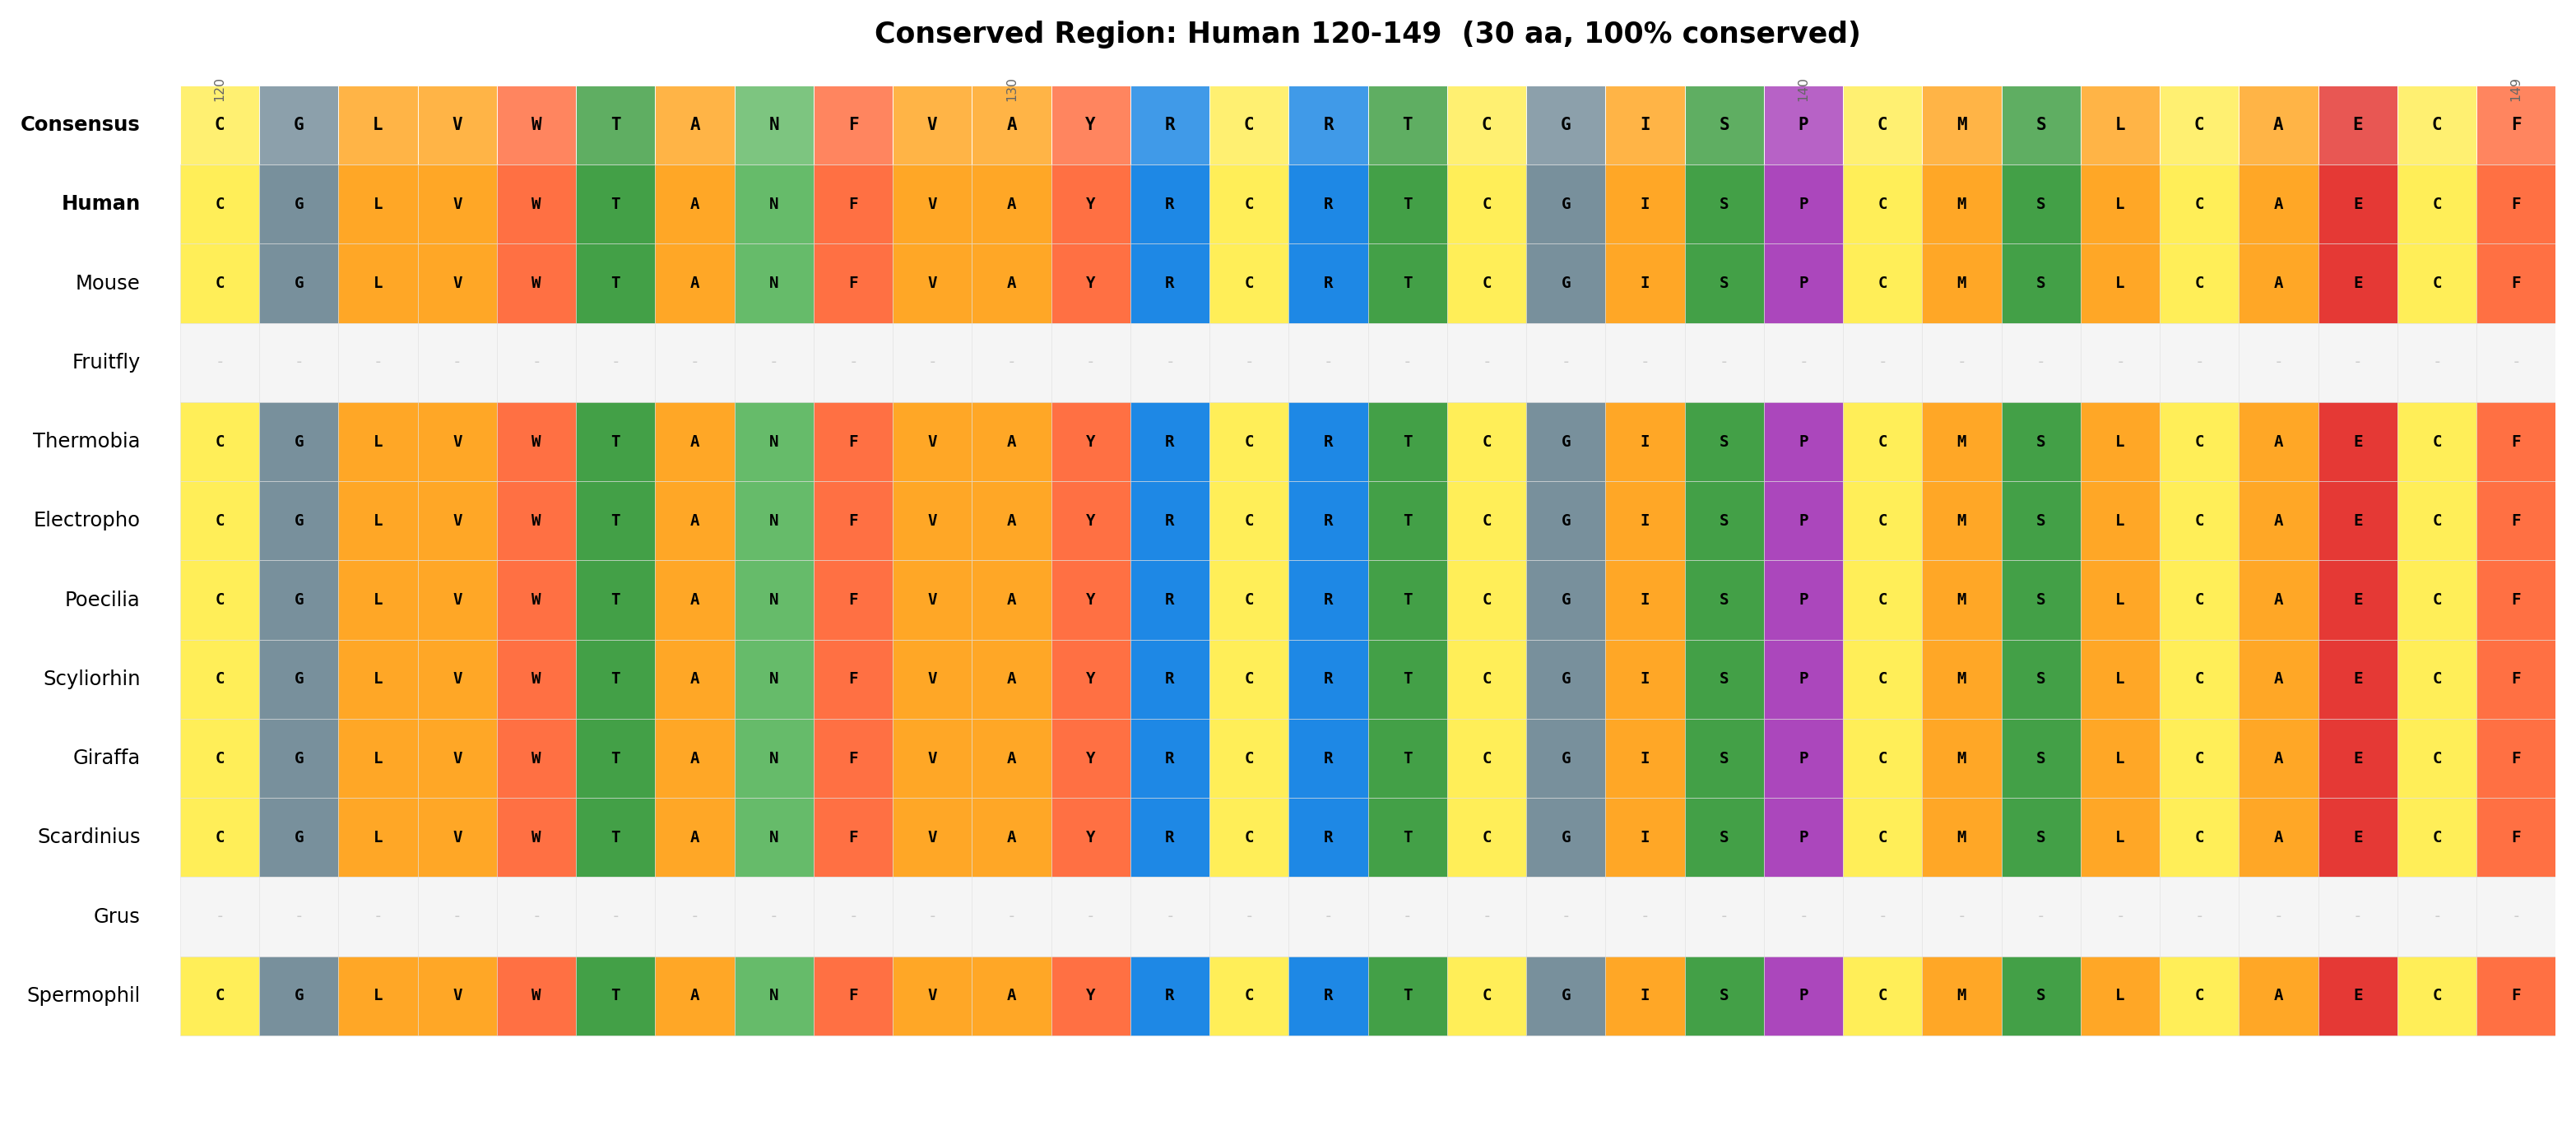 Conserved Region: Human 120-149 (30 aa, 100% conserved)
120 130 140 149
Consensus C G L V W T A N F V A Y R C R T C G I S P C M S L C A E C F
Human C G L V W T A N F V A Y R C R T C G I S P C M S L C A E C F
Mouse C G L V W T A N F V A Y R C R T C G I S P C M S L C A E C F
Fruitfly - - - - - - - - - - - - - - - - - - - - - - - - - - - - - -
Thermobia C G L V W T A N F V A Y R C R T C G I S P C M S L C A E C F
Electropho C G L V W T A N F V A Y R C R T C G I S P C M S L C A E C F
Poecilia C G L V W T A N F V A Y R C R T C G I S P C M S L C A E C F
Scyliorhin C G L V W T A N F V A Y R C R T C G I S P C M S L C A E C F
Giraffa C G L V W T A N F V A Y R C R T C G I S P C M S L C A E C F
Scardinius C G L V W T A N F V A Y R C R T C G I S P C M S L C A E C F
Grus - - - - - - - - - - - - - - - - - - - - - - - - - - - - - -
Spermophil C G L V W T A N F V A Y R C R T C G I S P C M S L C A E C F